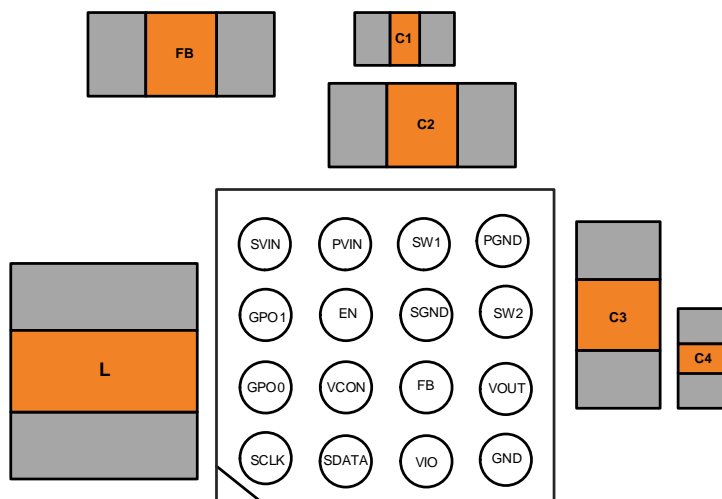 FB
C1
C2
SVIN PVIN SW1 PGND
GPO1 EN SGND SW2
C3
C4
L
GPO0 VCON FB VOUT
SCLK SDATA VIO GND